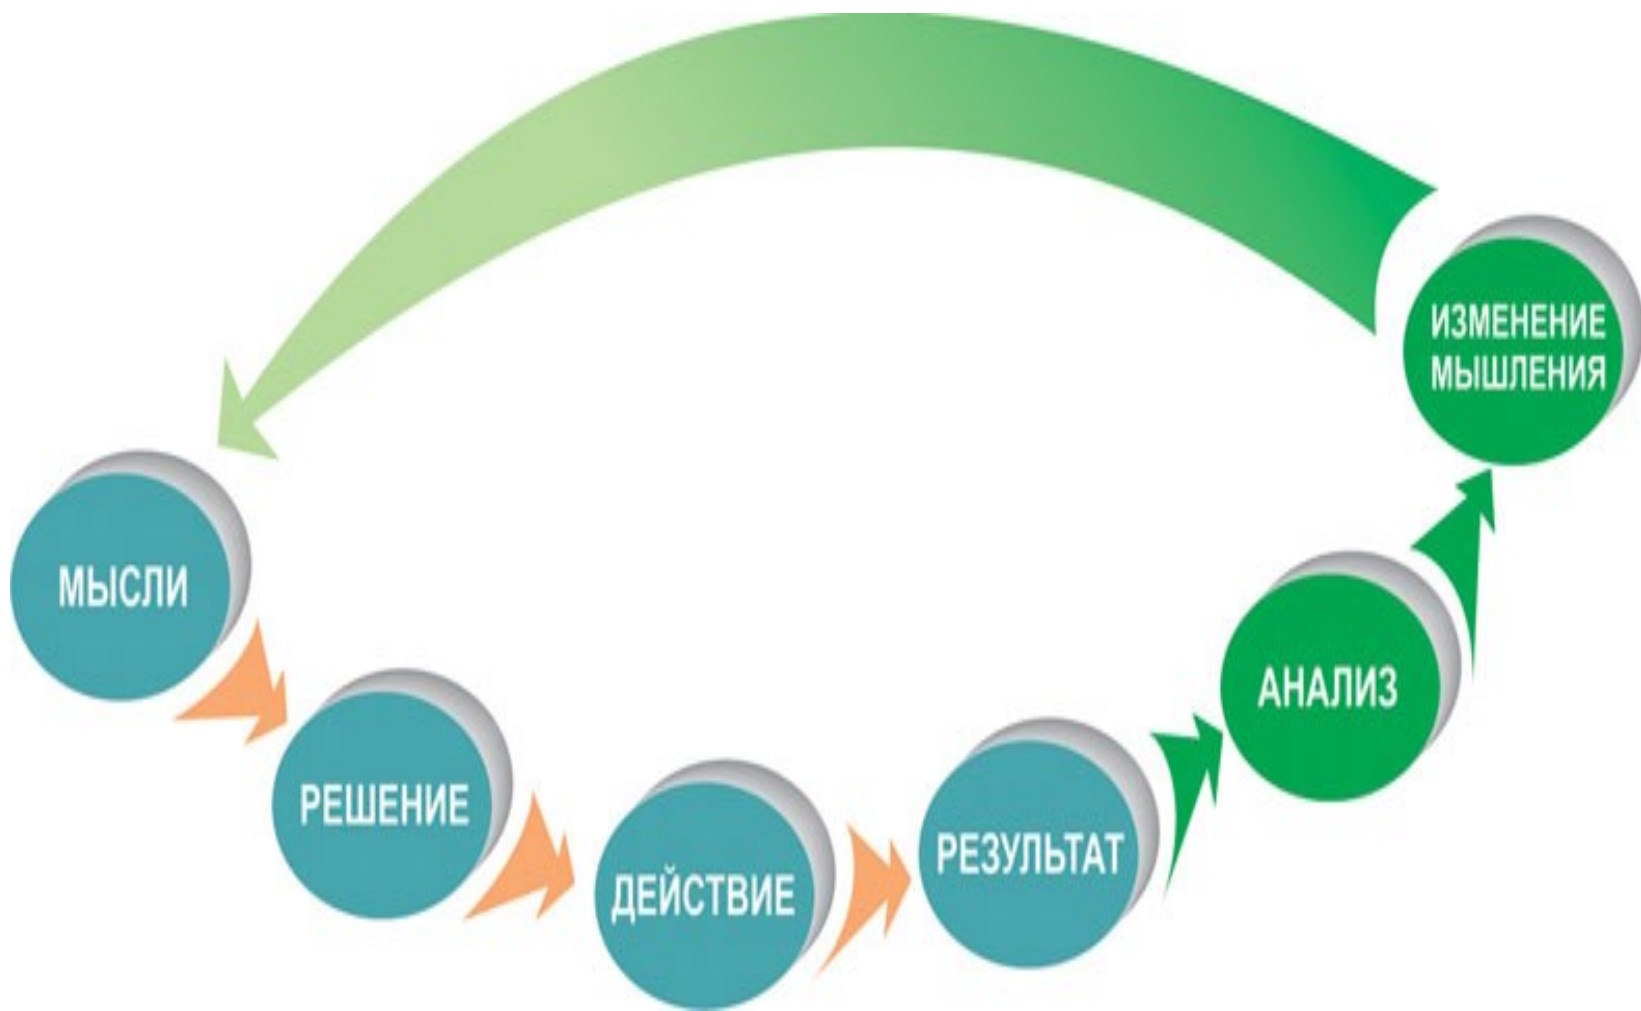 МЫСЛИ
РЕШЕНИЕ
ДЕЙСТВИЕ
РЕЗУЛЬТАТ
АНАЛИЗ
ИЗМЕНЕНИЕ
МЫШЛЕНИЯ